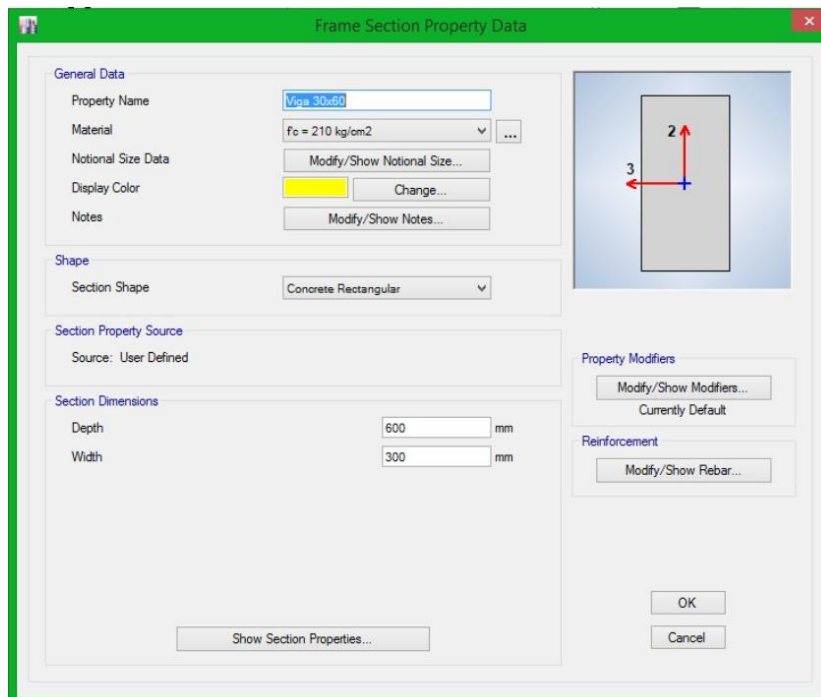 Frame Section Property Data
General Data
Property Name
Viga 30x60
Material
f'c = 210 kg/cm2
...
Notional Size Data
Modify/Show Notional Size...
Display Color
Change...
Notes
Modify/Show Notes...
Shape
Section Shape
Concrete Rectangular
Section Property Source
Source: User Defined
Section Dimensions
Depth
600
mm
Width
300
mm
Show Section Properties...
2
3
Property Modifiers
Modify/Show Modifiers...
Currently Default
Reinforcement
Modify/Show Rebar...
OK
Cancel